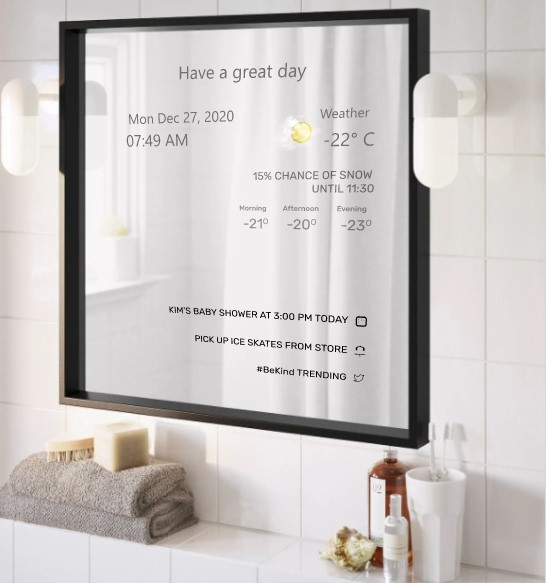 Have a great day
Mon Dec 27, 2020
07:49 AM
Weather
-22° C
15% CHANCE OF SNOW
UNTIL 11:30
Morning Afternoon Evening
-21° -20° -23°
KIM'S BABY SHOWER AT 3:00 PM TODAY
PICK UP ICE SKATES FROM STORE
#BeKind TRENDING